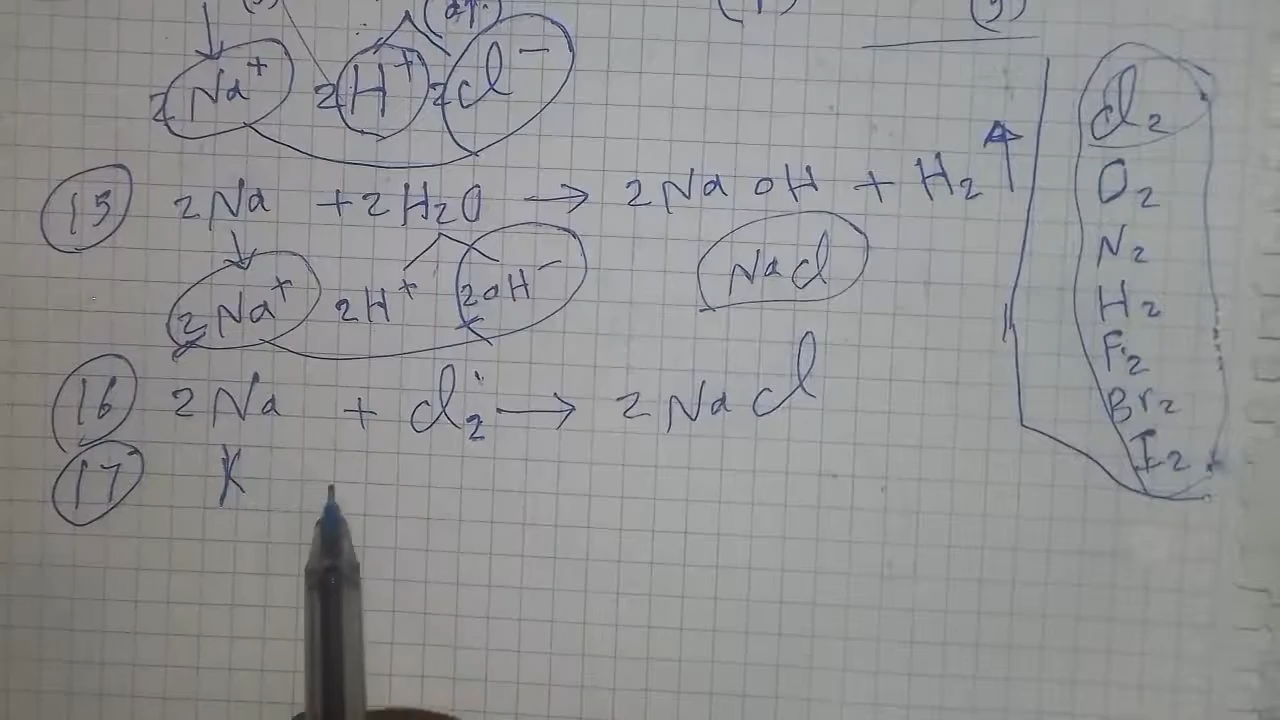 (aq.)
2Na⁺ 2H⁺ 2Cl⁻
15 2Na + 2H₂O → 2NaOH + H₂↑
2Na⁺ 2H⁺ 2OH⁻
NaCl
16 2Na + Cl₂ → 2NaCl
17 K
Cl₂
O₂
N₂
H₂
F₂
Br₂
I₂